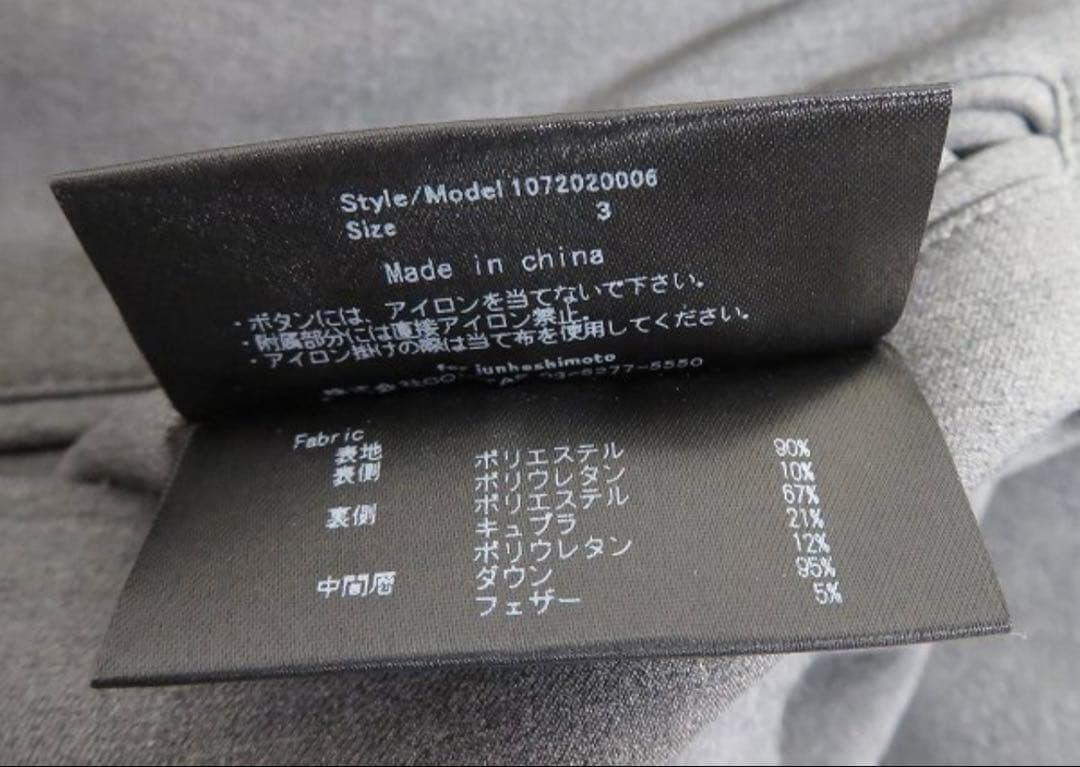 Style/Model 1072020006
Size 3
Made in china
・ボタンには、アイロンを当てないで下さい。
・附属部分には直接アイロン禁止。
・アイロン掛けの際は当て布を使用してください。
for junhashimoto
03-6277-5550
Fabric
表地
表側 ポリエステル 90%
ポリウレタン 10%
裏側 ポリエステル 67%
キュプラ 21%
ポリウレタン 12%
中間層 ダウン 95%
フェザー 5%